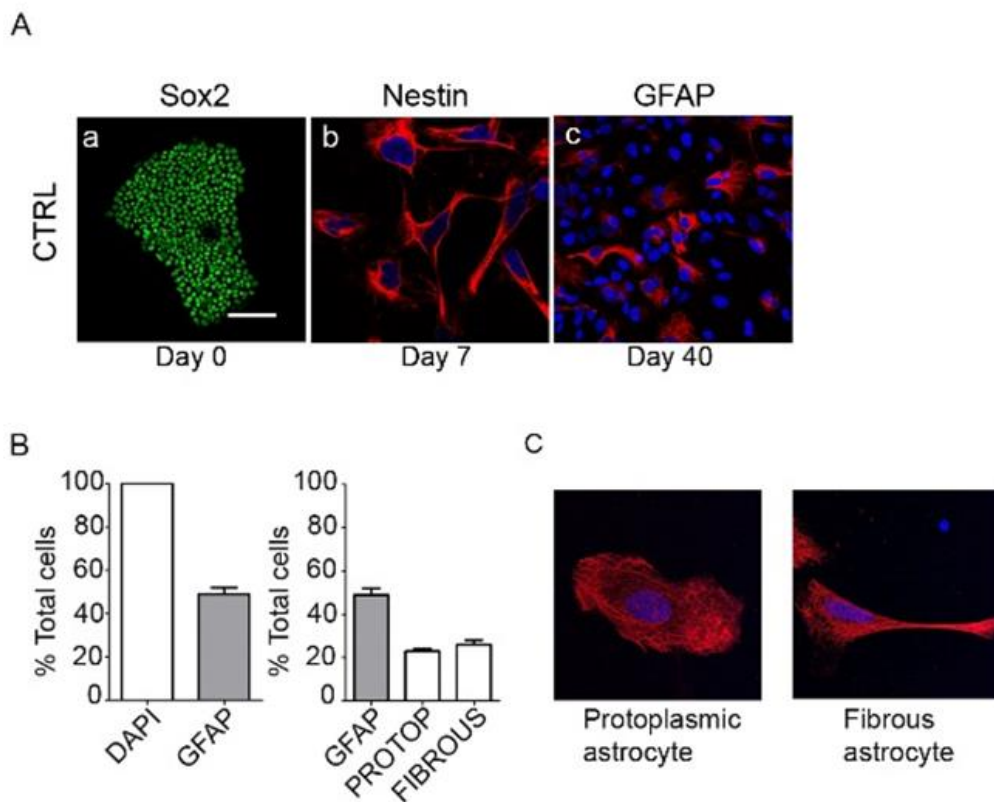 A
Sox2 Nestin GFAP
a b c
CTRL
Day 0 Day 7 Day 40
B
C
% Total cells
100
80
60
40
20
0
DAPI GFAP
% Total cells
100
80
60
40
20
0
GFAP PROTOP FIBROUS
Protoplasmic
astrocyte
Fibrous
astrocyte